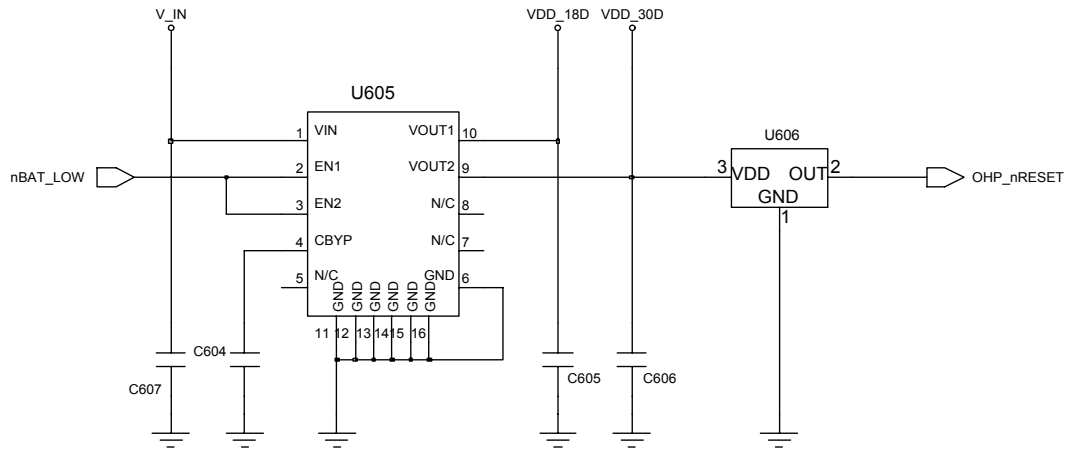 V_IN
VDD_18D
VDD_30D
U605
U606
1 VIN
VOUT1 10
nBAT_LOW
2 EN1
VOUT2 9
3 VDD
OUT 2
GND
1
OHP_nRESET
3 EN2
N/C 8
4 CBYP
N/C 7
5 N/C
GND 6
GND GND GND GND GND GND
11 12 13 14 15 16
C604
C607
C605
C606